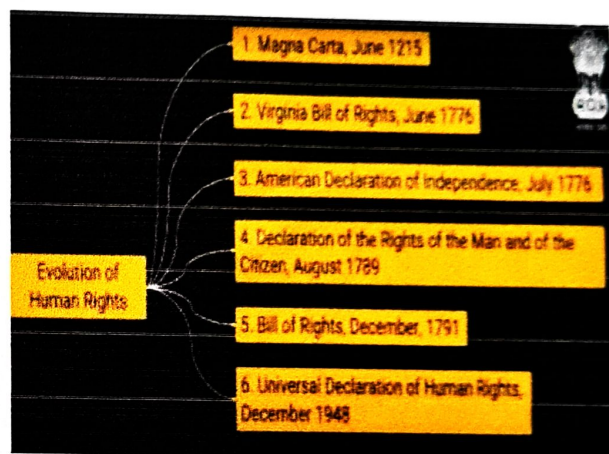 1. Magna Carta, June 1215
2. Virginia Bill of Rights, June 1776
3. American Declaration of Independence, July 1776
4. Declaration of the Rights of the Man and of the
Citizen, August 1789
Evolution of
Human Rights
5. Bill of Rights, December, 1791
6. Universal Declaration of Human Rights,
December 1948